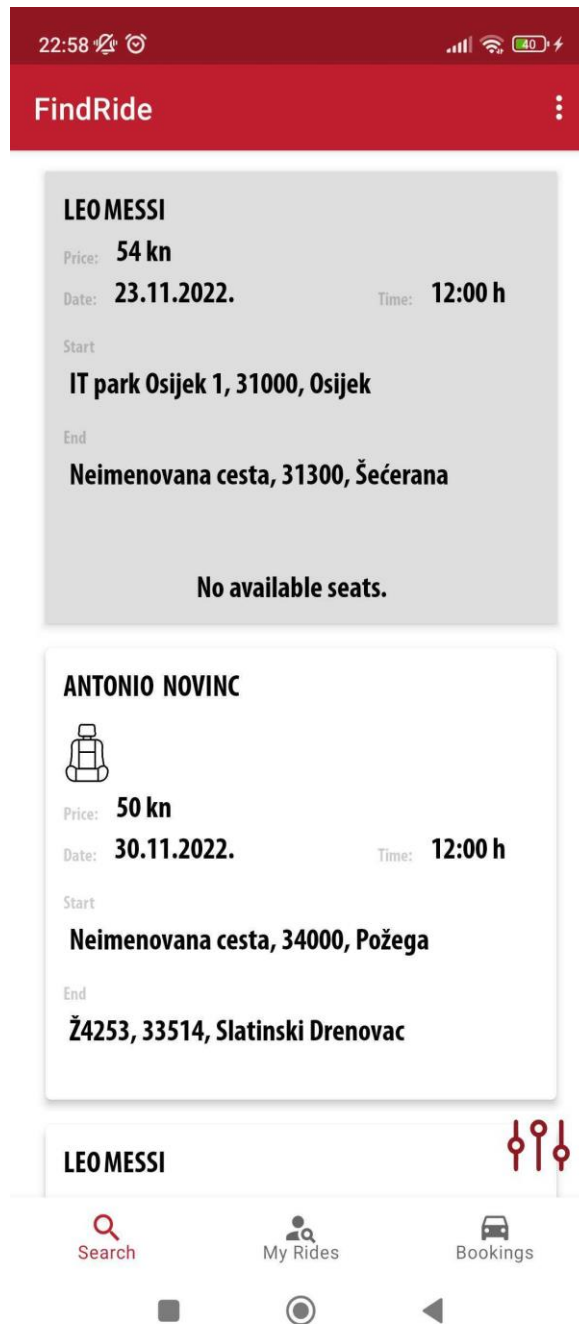 22:58 40
FindRide
LEO MESSI
Price: 54 kn
Date: 23.11.2022. Time: 12:00 h
Start
IT park Osijek 1, 31000, Osijek
End
Neimenovana cesta, 31300, Šećerana
No available seats.
ANTONIO NOVINC
Price: 50 kn
Date: 30.11.2022. Time: 12:00 h
Start
Neimenovana cesta, 34000, Požega
End
Ž4253, 33514, Slatinski Drenovac
LEO MESSI
Search My Rides Bookings